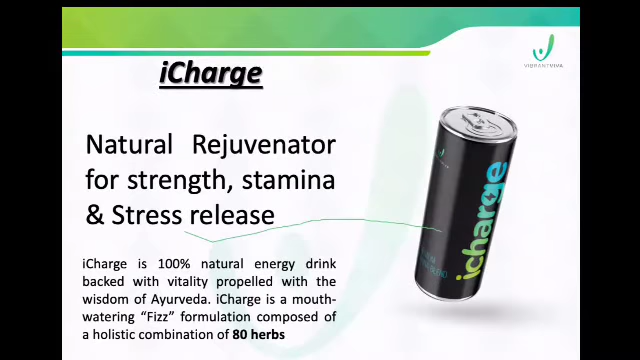 iCharge
VIBRANTVIVA
Natural Rejuvenator
for strength, stamina
& Stress release
icharge
iCharge is 100% natural energy drink
backed with vitality propelled with the
wisdom of Ayurveda. iCharge is a mouth-
watering “Fizz” formulation composed of
a holistic combination of 80 herbs